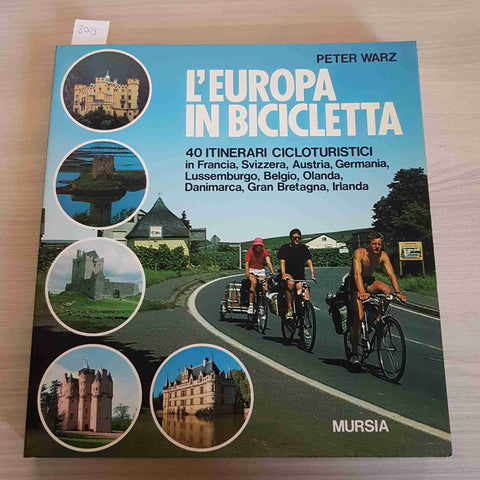 8003
PETER WARZ
L'EUROPA
IN BICICLETTA
40 ITINERARI CICLOTURISTICI
in Francia, Svizzera, Austria, Germania,
Lussemburgo, Belgio, Olanda,
Danimarca, Gran Bretagna, Irlanda
MURSIA